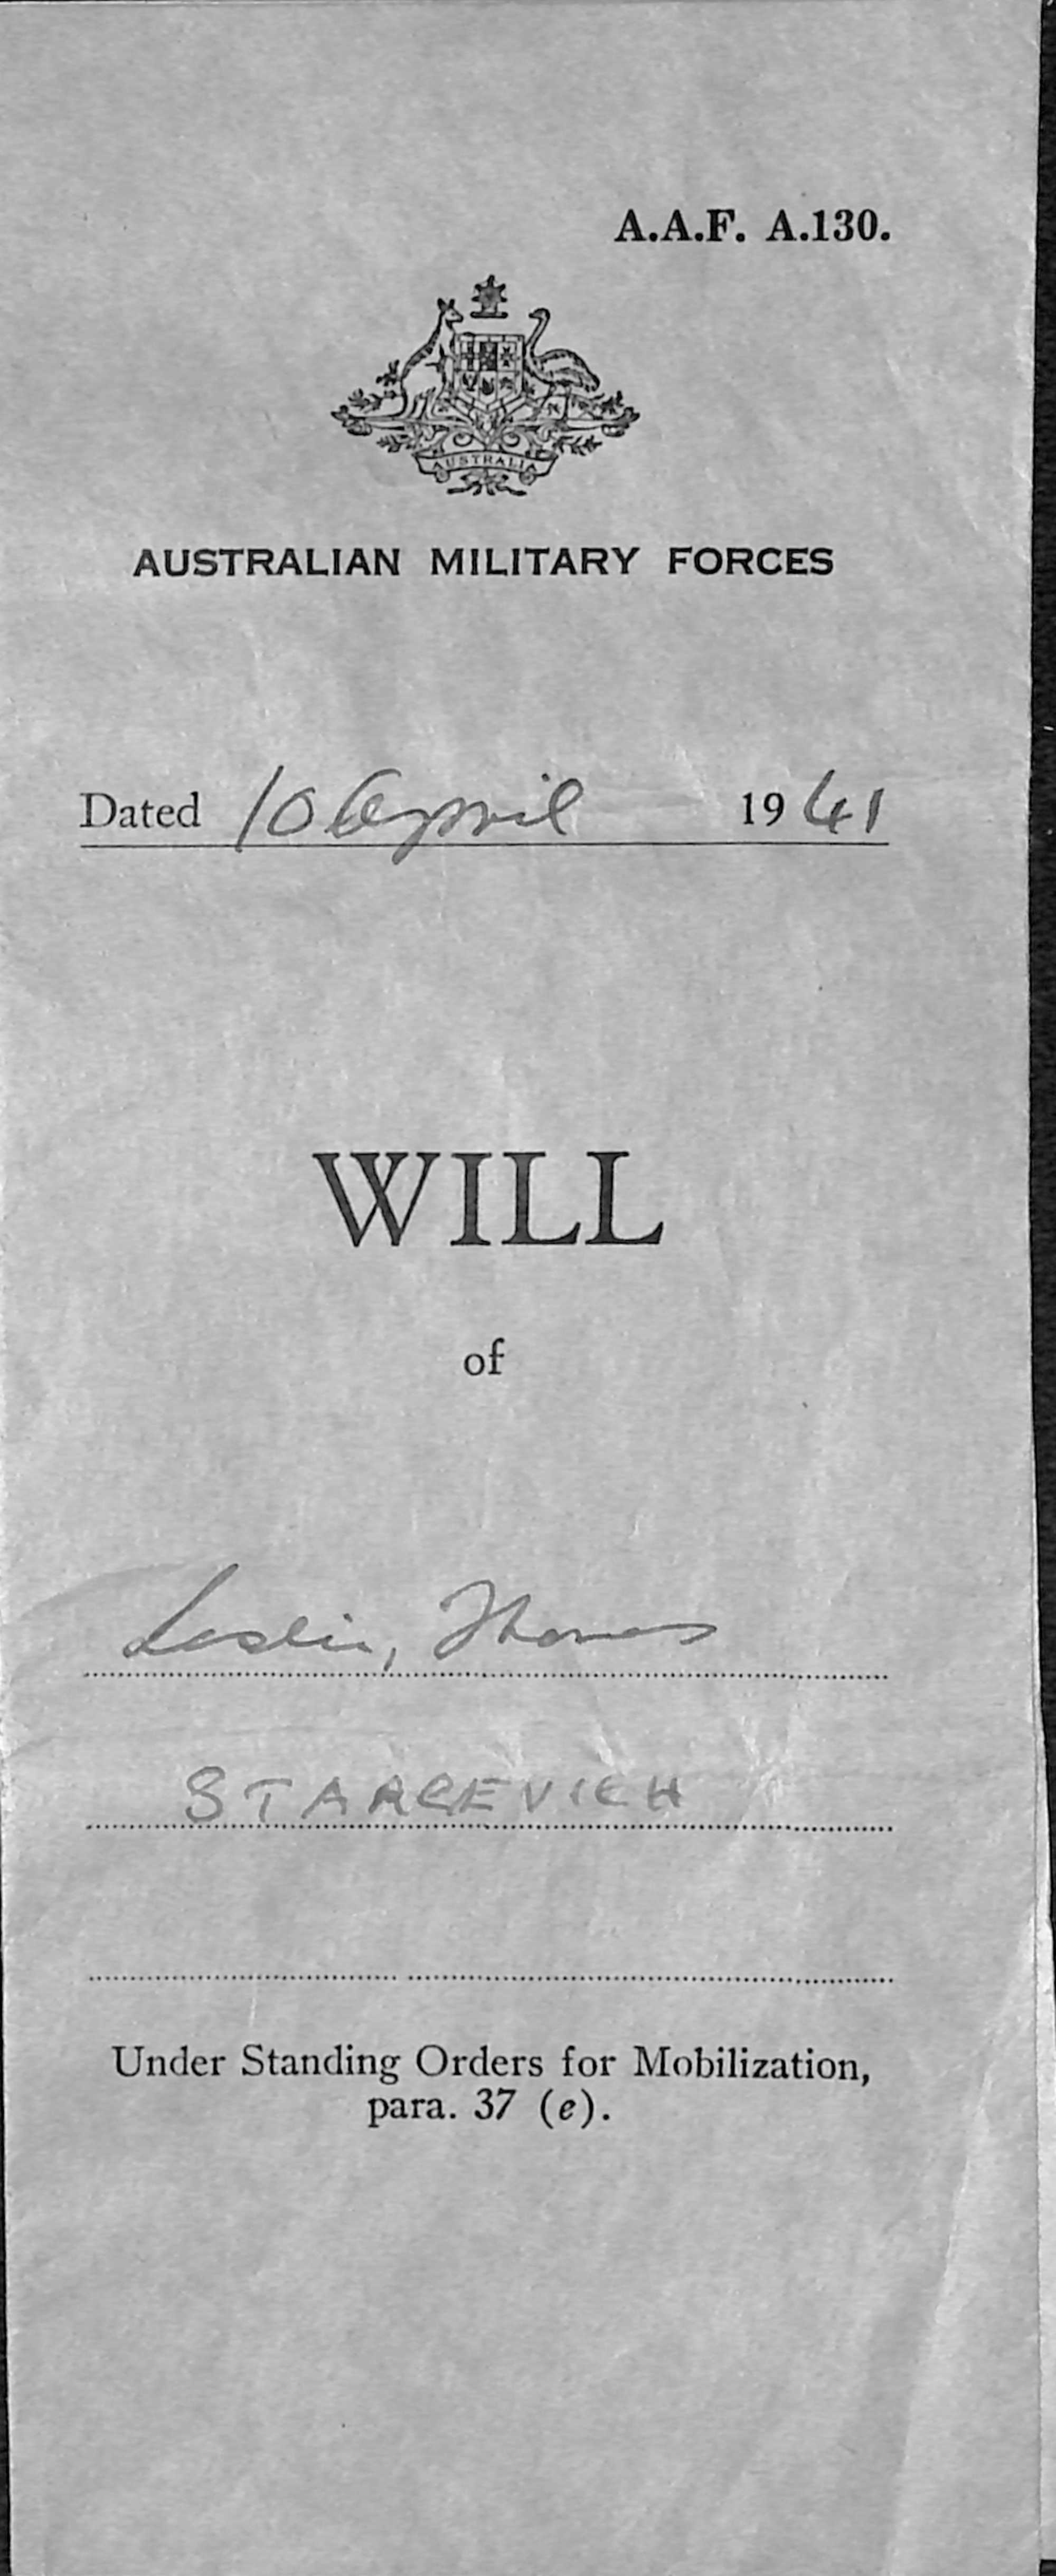 A.A.F. A.130.
AUSTRALIA
AUSTRALIAN MILITARY FORCES
Dated 10 April 1941
WILL
of
Leslie, Thomas
STARCEVICH
Under Standing Orders for Mobilization,
para. 37 (e).